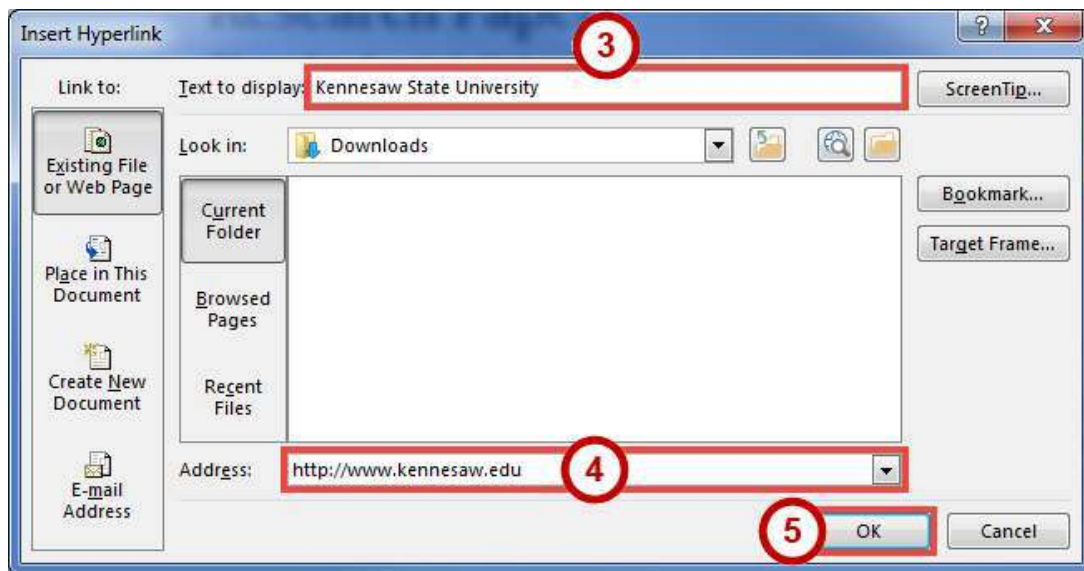 Research Paper
Insert Hyperlink
3
Link to:
Text to display: Kennesaw State University
ScreenTip...
Existing File
or Web Page
Look in: Downloads
Current
Folder
Bookmark...
Target Frame...
Place in This
Document
Browsed
Pages
Create New
Document
Recent
Files
E-mail
Address
Address: http://www.kennesaw.edu
4
5
OK
Cancel